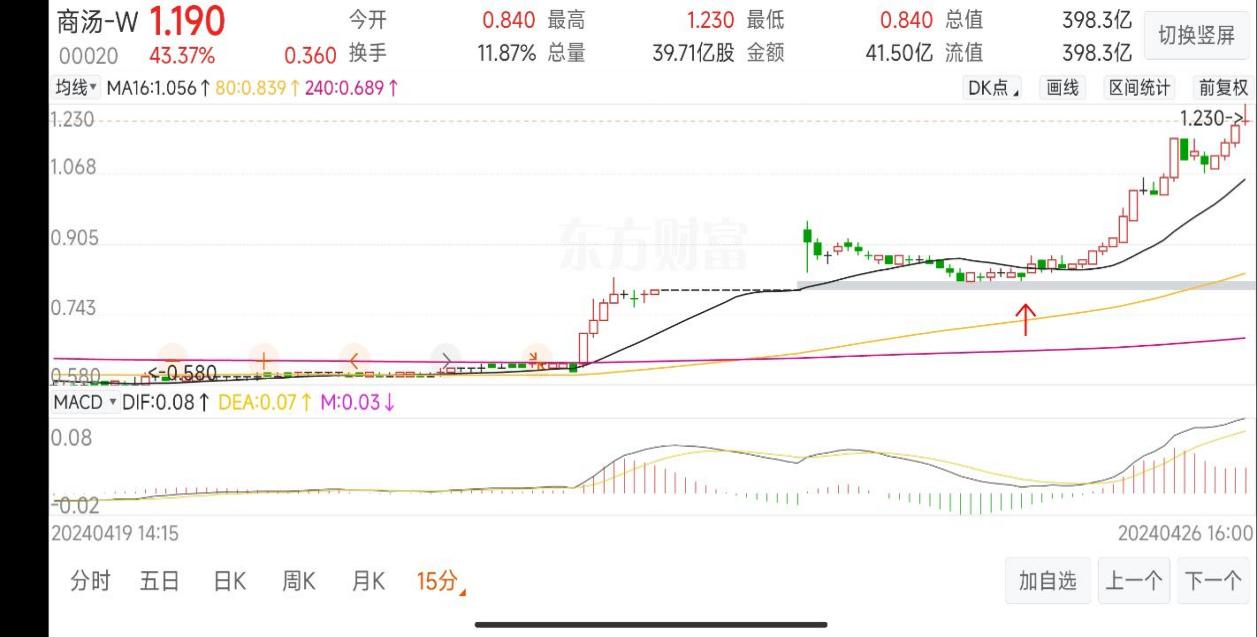 商汤-W 1.190 今开 0.840 最高 1.230 最低 0.840 总值 398.3亿 切换竖屏
00020 43.37% 0.360 换手 11.87% 总量 39.71亿股 金额 41.50亿 流值 398.3亿
均线▾ MA16:1.056↑ 80:0.839↑ 240:0.689↑ DK点 画线 区间统计 前复权
1.230 1.230->
1.068
0.905
东方财富
0.743
0.580 <-0.580
MACD ▾ DIF:0.08↑ DEA:0.07↑ M:0.03↓
0.08
-0.02
20240419 14:15 20240426 16:00
分时 五日 日K 周K 月K 15分 加自选 上一个 下一个